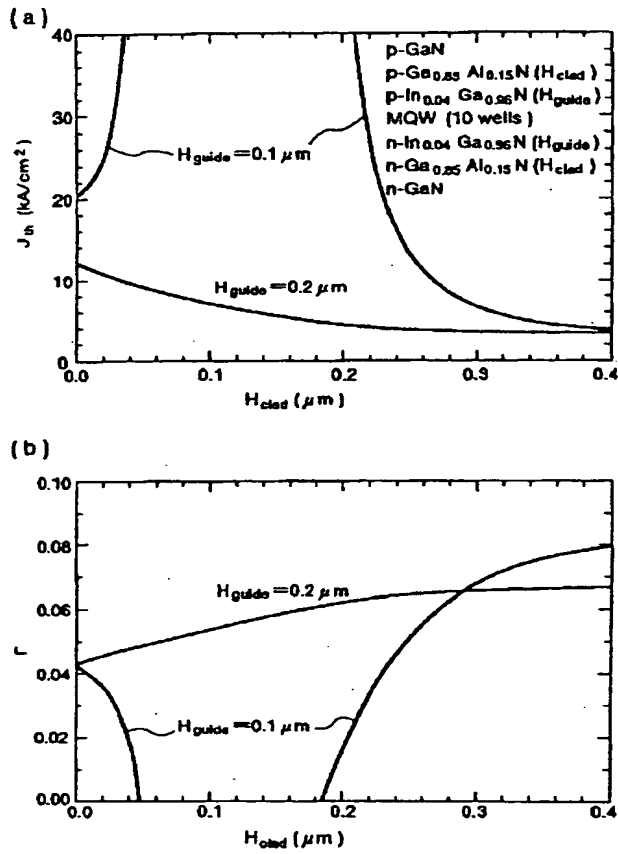 (a)
40
30
20
10
0
J_th (kA/cm²)
p-GaN
p-Ga0.85 Al0.15N (Hclad)
p-In0.04 Ga0.96N (Hguide)
MQW (10 wells)
n-In0.04 Ga0.96N (Hguide)
n-Ga0.85 Al0.15N (Hclad)
n-GaN
Hguide=0.1 μm
Hguide=0.2 μm
0.0 0.1 0.2 0.3 0.4
Hclad (μm)
(b)
0.10
0.08
0.06
0.04
0.02
0.00
Γ
Hguide=0.2 μm
Hguide=0.1 μm
0.0 0.1 0.2 0.3 0.4
Hclad (μm)